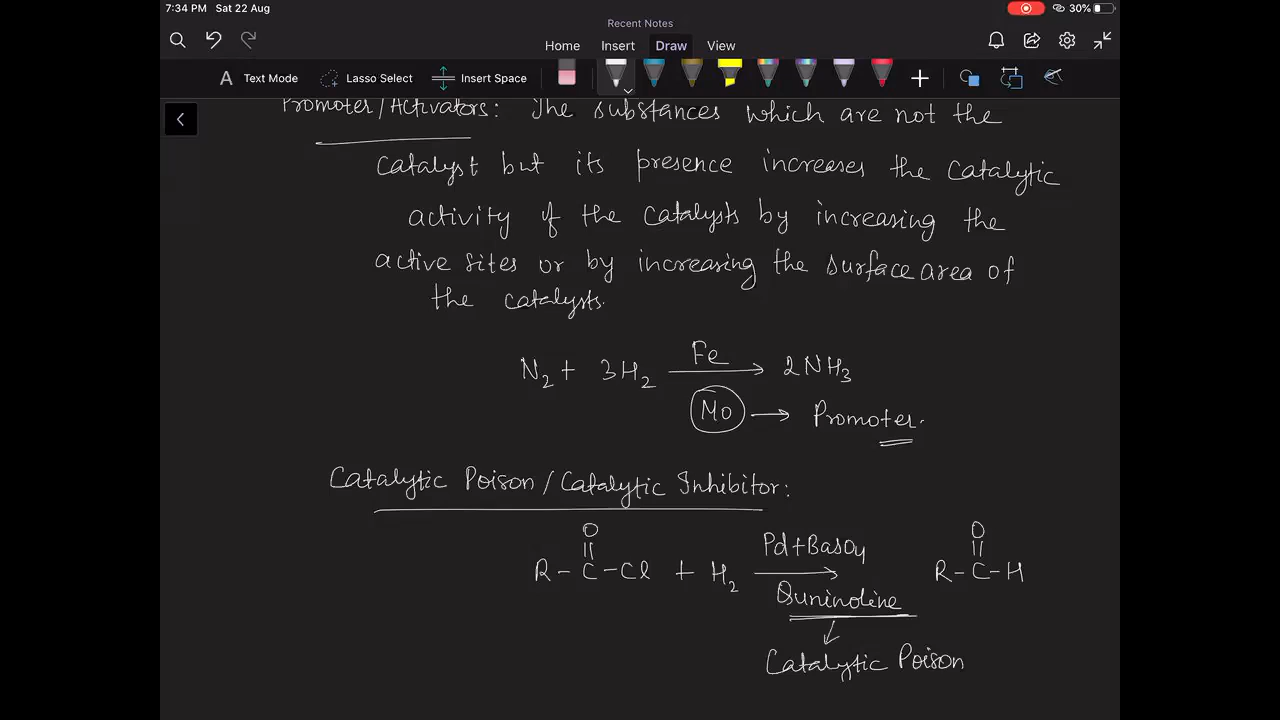 7:34 PM Sat 22 Aug
30%
Recent Notes
Home Insert Draw View
A Text Mode Lasso Select Insert Space
Promoter/Activators: The substances which are not the
catalyst but its presence increases the catalytic
activity of the catalysts by increasing the
active sites or by increasing the surface area of
the catalysts.
Fe
N2 + 3H2 → 2NH3
Mo → Promoter.
Catalytic Poison/Catalytic Inhibitor:
O O
|| Pd+BaSO4 ||
R-C-Cl + H2 → R-C-H
Quninoline
Catalytic Poison